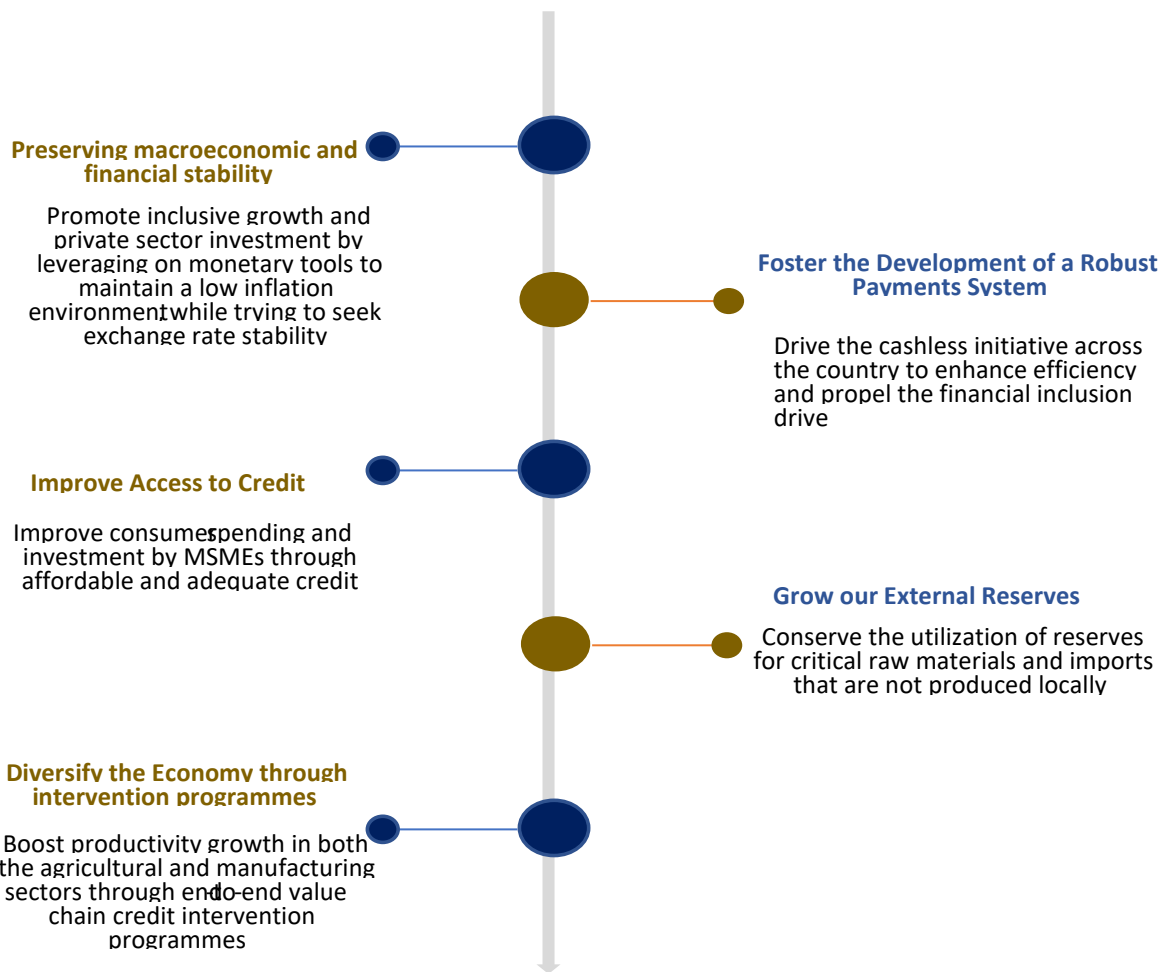 Preserving macroeconomic and
financial stability
Promote inclusive growth and
private sector investment by
leveraging on monetary tools to
maintain a low inflation
environment while trying to seek
exchange rate stability
Foster the Development of a Robust
Payments System
Drive the cashless initiative across
the country to enhance efficiency
and propel the financial inclusion
drive
Improve Access to Credit
Improve consumer spending and
investment by MSMEs through
affordable and adequate credit
Grow our External Reserves
Conserve the utilization of reserves
for critical raw materials and imports
that are not produced locally
Diversify the Economy through
intervention programmes
Boost productivity growth in both
the agricultural and manufacturing
sectors through end-to-end value
chain credit intervention
programmes